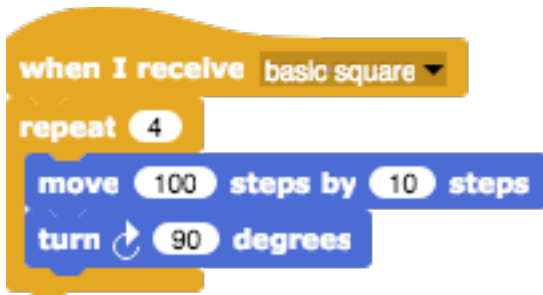 when I receive basic square
repeat 4
move 100 steps by 10 steps
turn 90 degrees